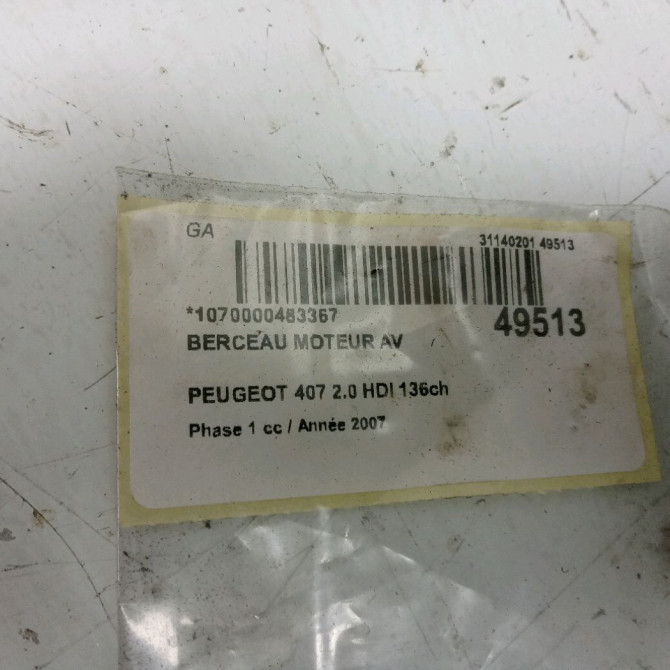 GA
31140201 49513
*1070000483367
49513
BERCEAU MOTEUR AV
PEUGEOT 407 2.0 HDI 136ch
Phase 1 cc / Année 2007